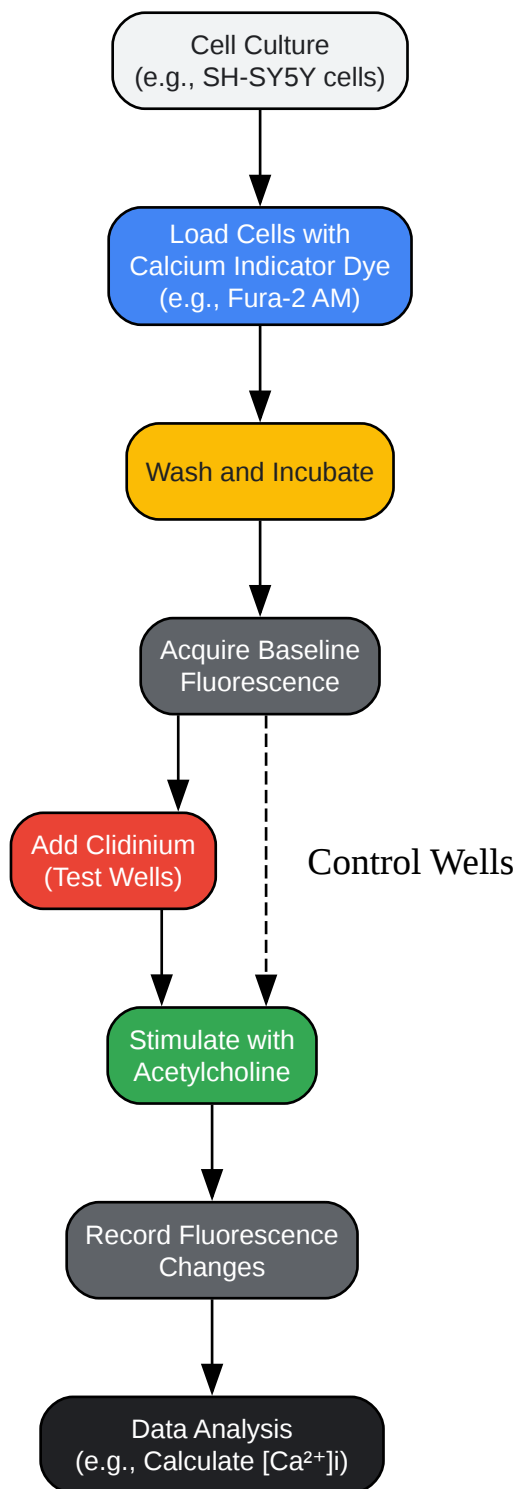 Cell Culture
(e.g., SH-SY5Y cells)
Load Cells with
Calcium Indicator Dye
(e.g., Fura-2 AM)
Wash and Incubate
Acquire Baseline
Fluorescence
Add Clidinium
(Test Wells)
Control Wells
Stimulate with
Acetylcholine
Record Fluorescence
Changes
Data Analysis
(e.g., Calculate [Ca²⁺]i)